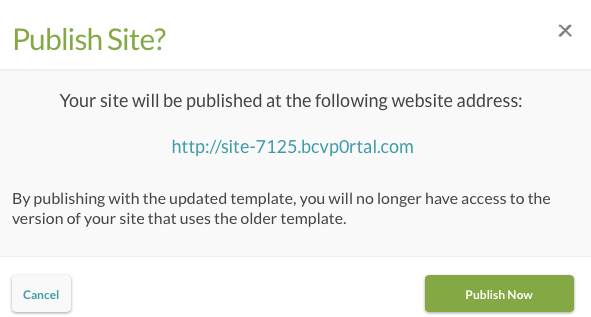 Publish Site?
Your site will be published at the following website address:
http://site-7125.bcvp0rtal.com
By publishing with the updated template, you will no longer have access to the
version of your site that uses the older template.
Cancel
Publish Now